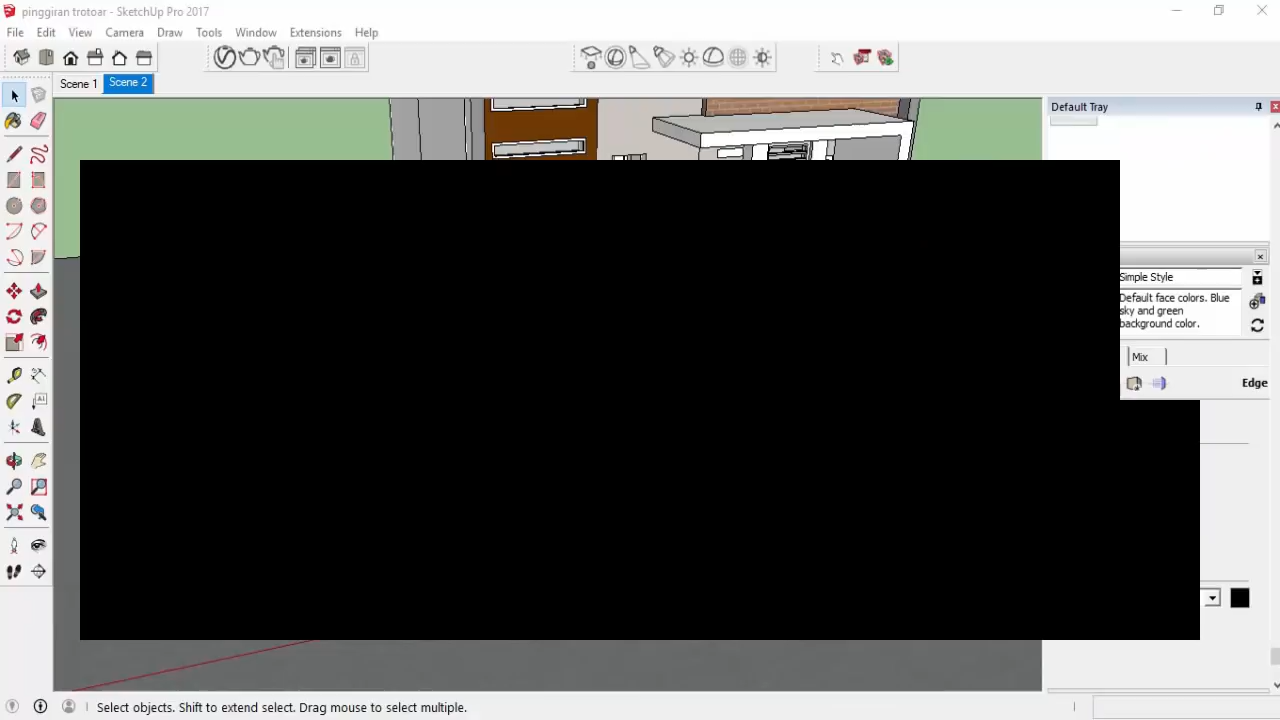 pinggiran trotoar - SketchUp Pro 2017
File Edit View Camera Draw Tools Window Extensions Help
Scene 1 Scene 2
Default Tray
Simple Style
Default face colors. Blue
sky and green
background color.
Mix
Edge
Select objects. Shift to extend select. Drag mouse to select multiple.